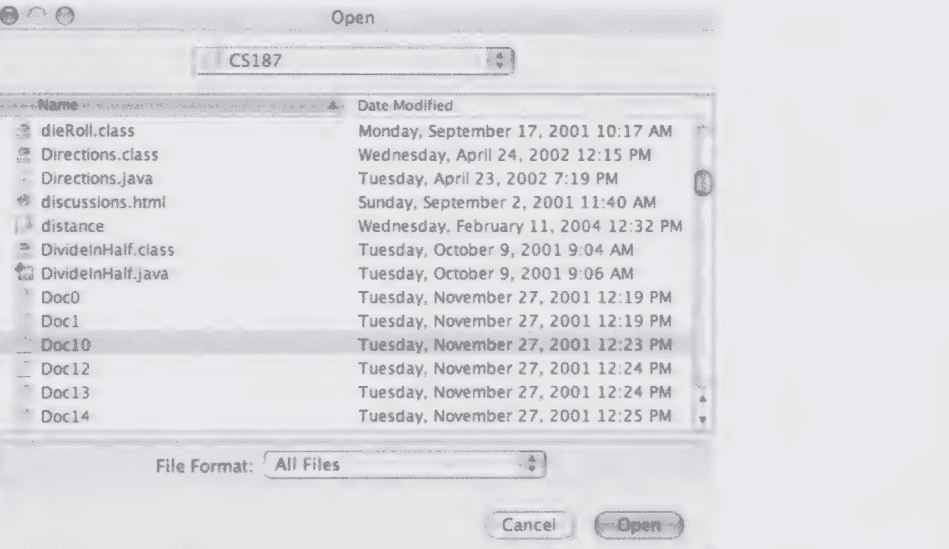 Open
CS187
Name Date Modified
dieRoll.class Monday, September 17, 2001 10:17 AM
Directions.class Wednesday, April 24, 2002 12:15 PM
Directions.java Tuesday, April 23, 2002 7:19 PM
discussions.html Sunday, September 2, 2001 11:40 AM
distance Wednesday, February 11, 2004 12:32 PM
DivideInHalf.class Tuesday, October 9, 2001 9:04 AM
DivideInHalf.java Tuesday, October 9, 2001 9:06 AM
Doc0 Tuesday, November 27, 2001 12:19 PM
Doc1 Tuesday, November 27, 2001 12:19 PM
Doc10 Tuesday, November 27, 2001 12:23 PM
Doc12 Tuesday, November 27, 2001 12:24 PM
Doc13 Tuesday, November 27, 2001 12:24 PM
Doc14 Tuesday, November 27, 2001 12:25 PM
File Format: All Files
Cancel Open